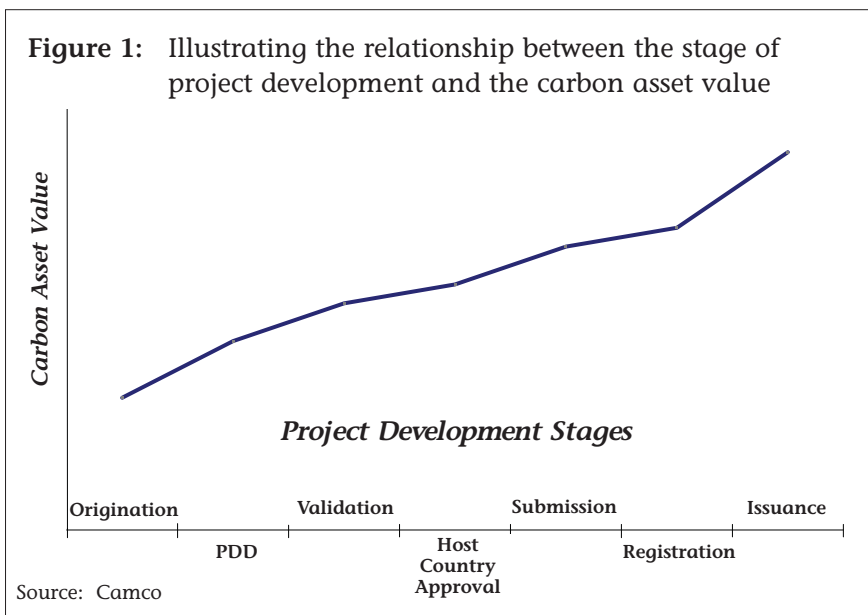 Figure 1: Illustrating the relationship between the stage of
project development and the carbon asset value
Carbon Asset Value
Project Development Stages
Origination
PDD
Validation
Host
Country
Approval
Submission
Registration
Issuance
Source: Camco